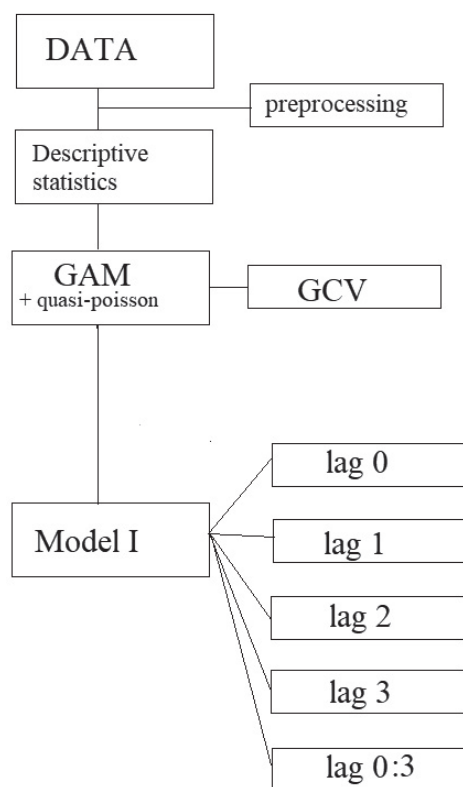 DATA
preprocessing
Descriptive
statistics
GAM
+ quasi-poisson
GCV
lag 0
Model I
lag 1
lag 2
lag 3
lag 0:3